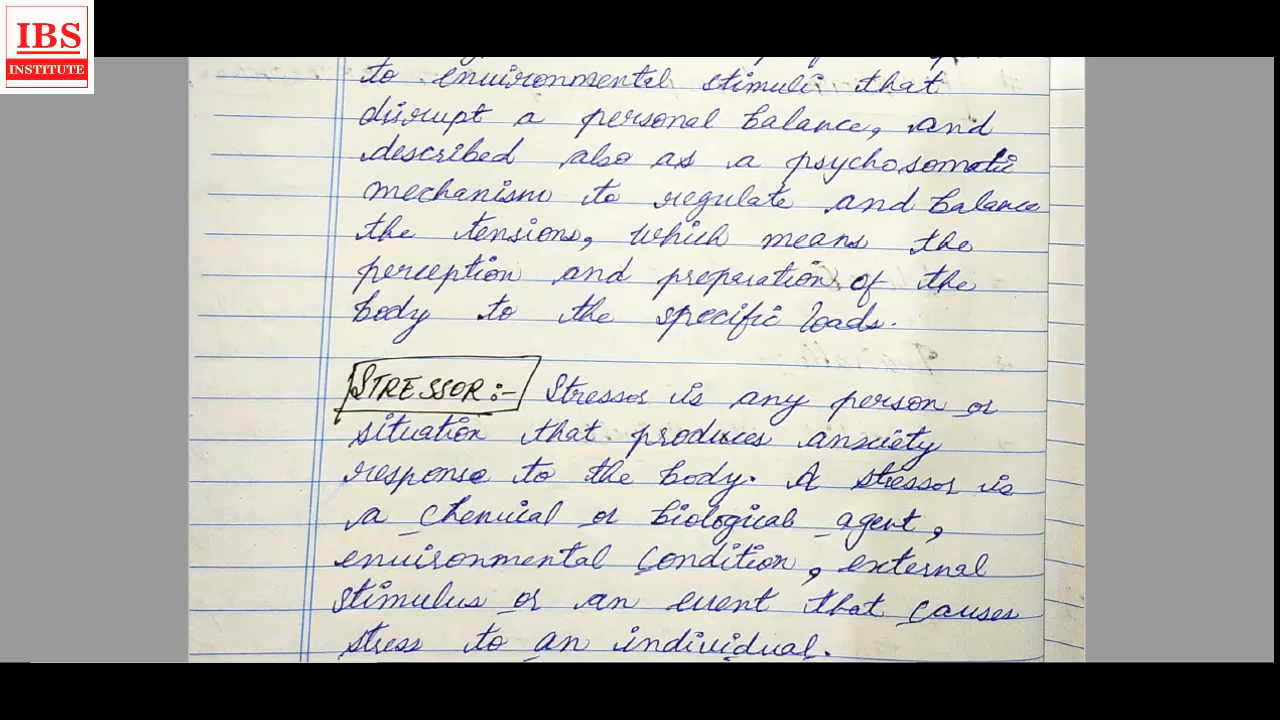 IBS
INSTITUTE
to environmental stimuli that
disrupt a personal balance, and
described also as a psychosomatic
mechanism to regulate and balance
the tensions, which means the
perception and preparation of the
body to the specific loads.
STRESSOR :- Stressor is any person or
situation that produces anxiety
response to the body. A stressor is
a chemical or biological agent,
environmental condition, external
stimulus or an event that causes
stress to an individual.